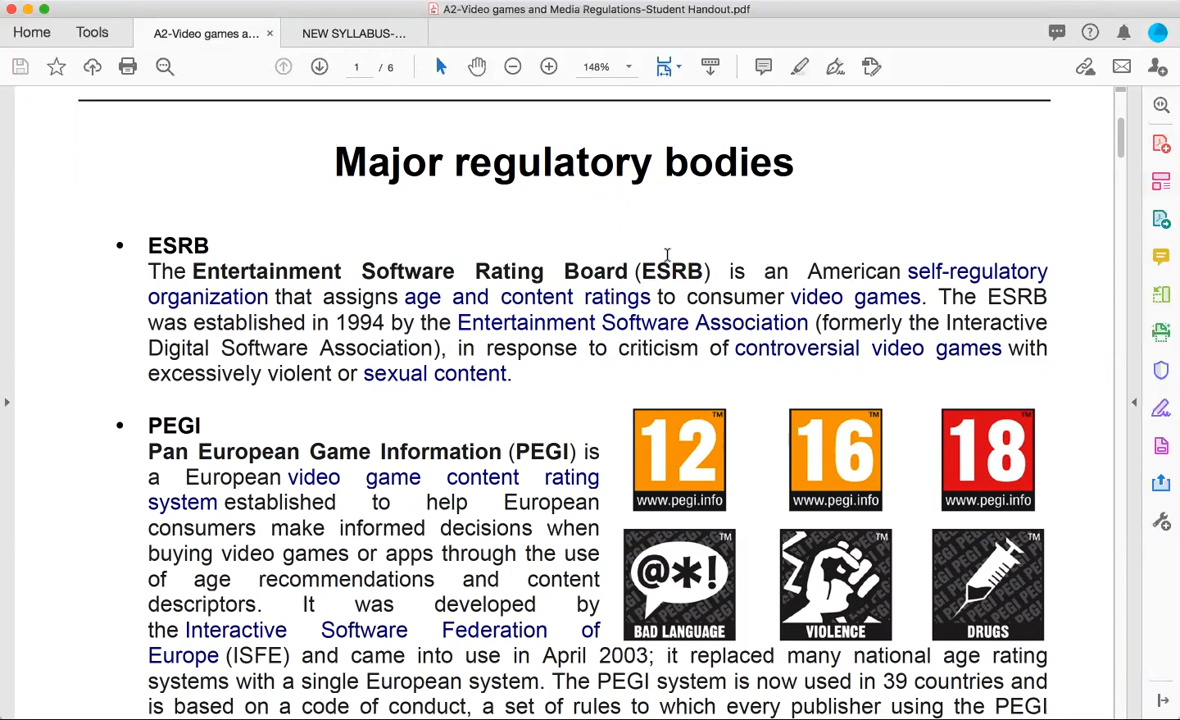 A2-Video games and Media Regulations-Student Handout.pdf
Home Tools A2-Video games a... × NEW SYLLABUS-...
1 / 6 148%
Major regulatory bodies
• ESRB
The Entertainment Software Rating Board (ESRB) is an American self-regulatory
organization that assigns age and content ratings to consumer video games. The ESRB
was established in 1994 by the Entertainment Software Association (formerly the Interactive
Digital Software Association), in response to criticism of controversial video games with
excessively violent or sexual content.
• PEGI
Pan European Game Information (PEGI) is
a European video game content rating
system established to help European
consumers make informed decisions when
buying video games or apps through the use
of age recommendations and content
descriptors. It was developed by
the Interactive Software Federation of
Europe (ISFE) and came into use in April 2003; it replaced many national age rating
systems with a single European system. The PEGI system is now used in 39 countries and
is based on a code of conduct, a set of rules to which every publisher using the PEGI
12 ™
www.pegi.info
16 ™
www.pegi.info
18 ™
www.pegi.info
@*! ™
BAD LANGUAGE
™
VIOLENCE
™
DRUGS